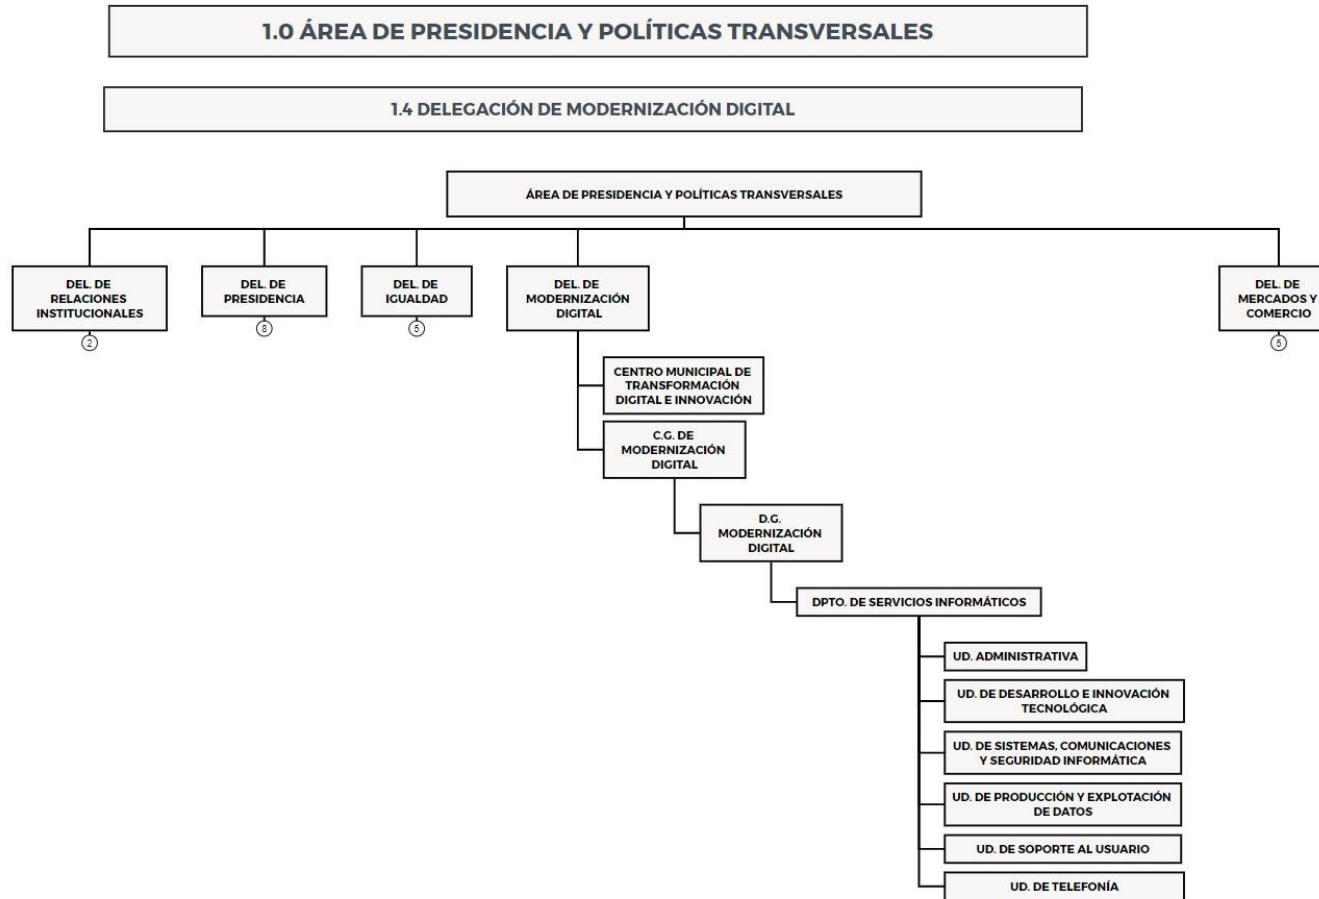 1.0 ÁREA DE PRESIDENCIA Y POLÍTICAS TRANSVERSALES
1.4 DELEGACIÓN DE MODERNIZACIÓN DIGITAL
ÁREA DE PRESIDENCIA Y POLÍTICAS TRANSVERSALES
DEL. DE
RELACIONES
INSTITUCIONALES
2
DEL. DE
PRESIDENCIA
8
DEL. DE
IGUALDAD
5
DEL. DE
MODERNIZACIÓN
DIGITAL
DEL. DE
MERCADOS Y
COMERCIO
5
CENTRO MUNICIPAL DE
TRANSFORMACIÓN
DIGITAL E INNOVACIÓN
C.G. DE
MODERNIZACIÓN
DIGITAL
D.G.
MODERNIZACIÓN
DIGITAL
DPTO. DE SERVICIOS INFORMÁTICOS
UD. ADMINISTRATIVA
UD. DE DESARROLLO E INNOVACIÓN
TECNOLÓGICA
UD. DE SISTEMAS, COMUNICACIONES
Y SEGURIDAD INFORMÁTICA
UD. DE PRODUCCIÓN Y EXPLOTACIÓN
DE DATOS
UD. DE SOPORTE AL USUARIO
UD. DE TELEFONÍA